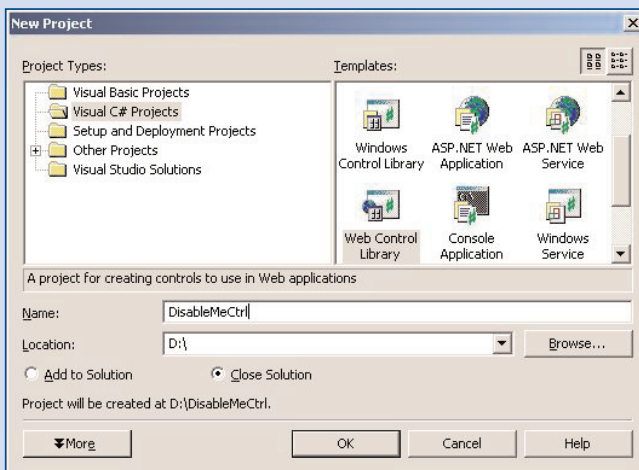 New Project
Project Types:
Templates:
Visual Basic Projects
Visual C# Projects
Setup and Deployment Projects
Other Projects
Visual Studio Solutions
Windows
Control Library
ASP.NET Web
Application
ASP.NET Web
Service
Web Control
Library
Console
Application
Windows
Service
A project for creating controls to use in Web applications
Name:
DisableMeCtrl
Location:
D:\
Browse...
Add to Solution
Close Solution
Project will be created at D:\DisableMeCtrl.
More
OK
Cancel
Help